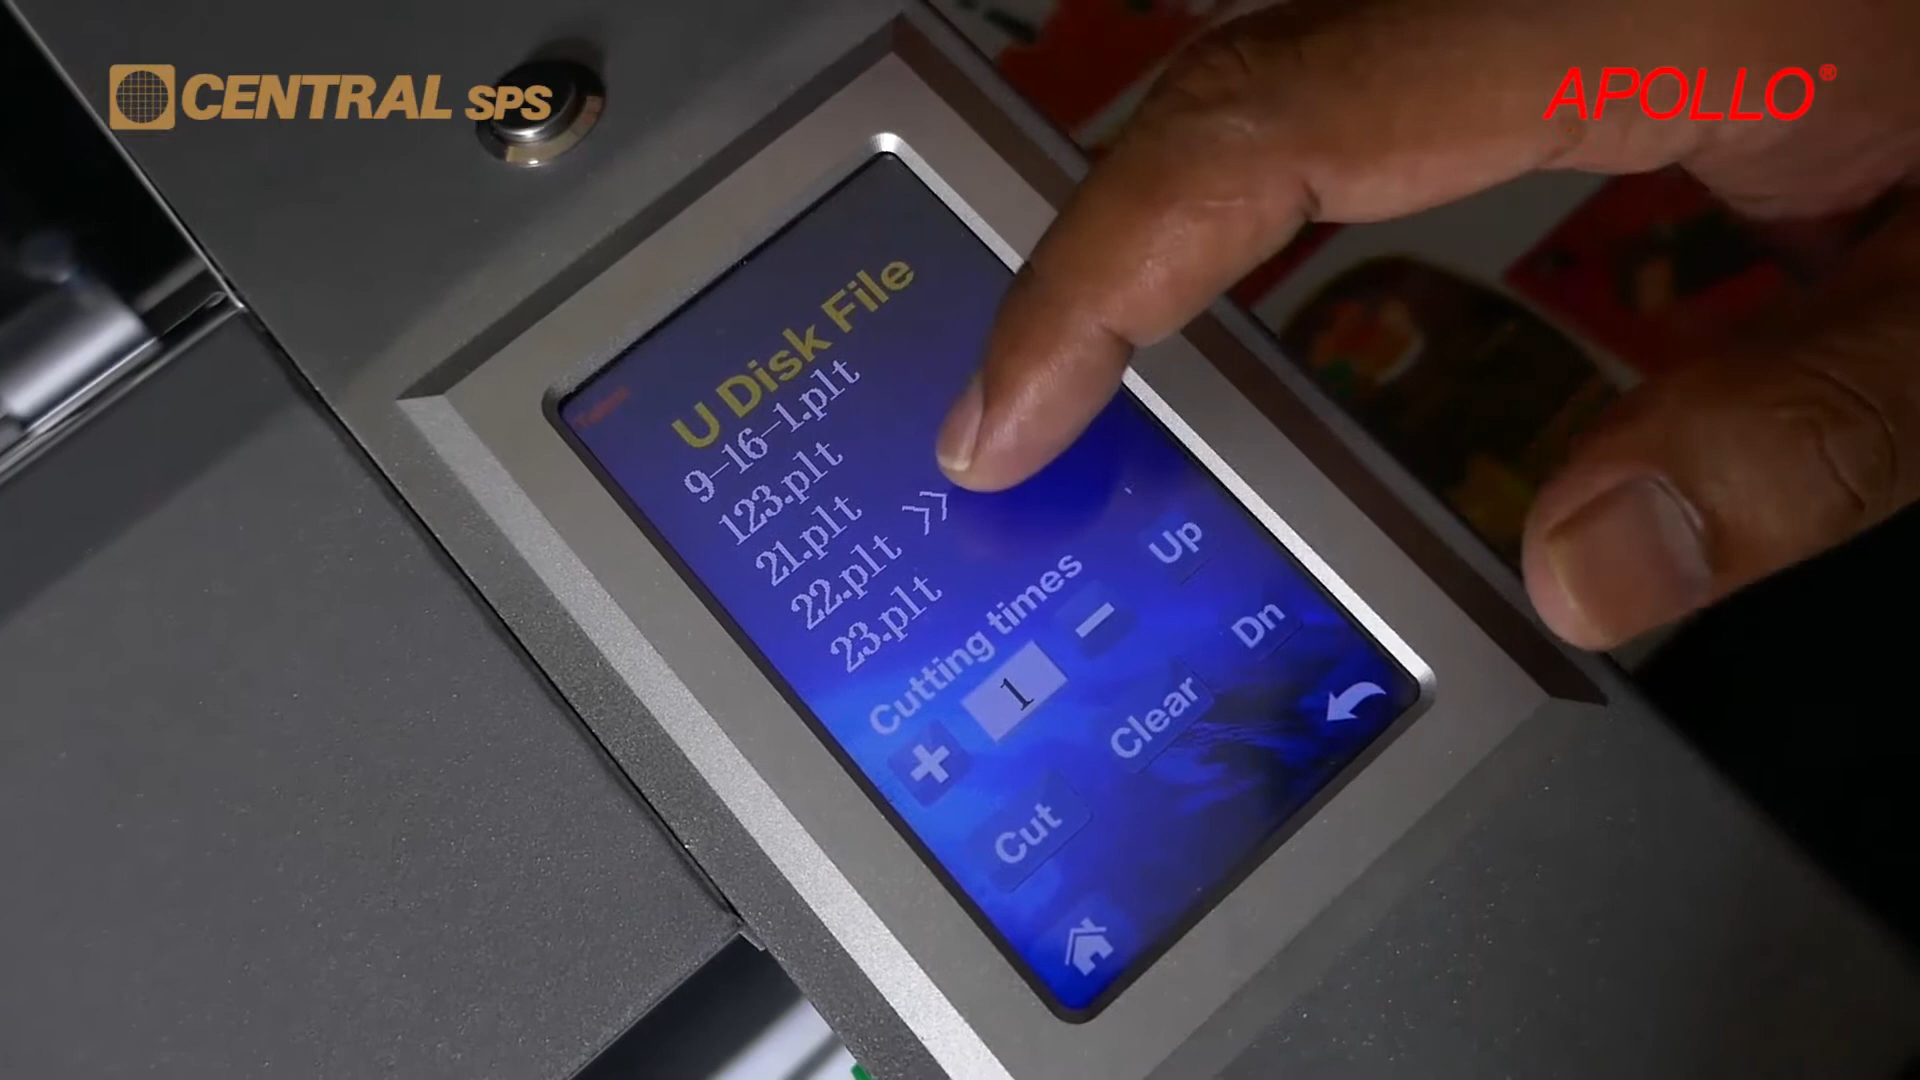 CENTRAL SPS
APOLLO®
U Disk File
9-16-1.plt
123.plt
21.plt
22.plt >>
23.plt
Cutting times
+ 1 −
Up
Cut Clear Dn